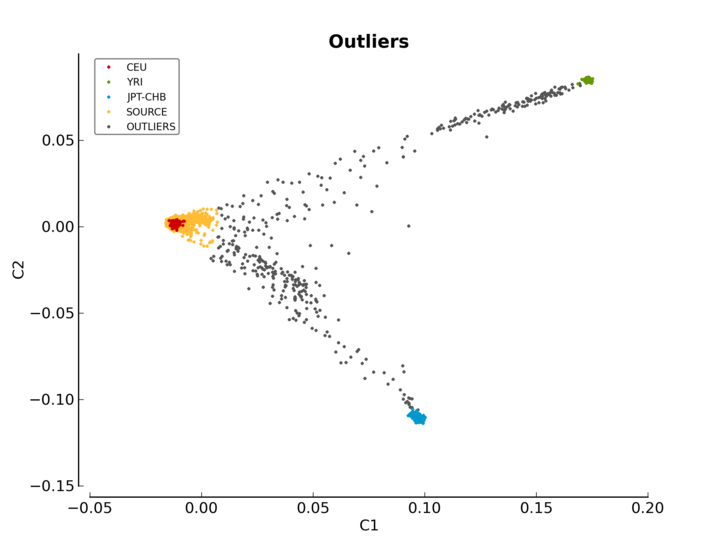 Outliers
CEU
YRI
JPT-CHB
SOURCE
OUTLIERS
0.05
0.00
−0.05
−0.10
−0.15
C2
−0.05
0.00
0.05
0.10
0.15
0.20
C1